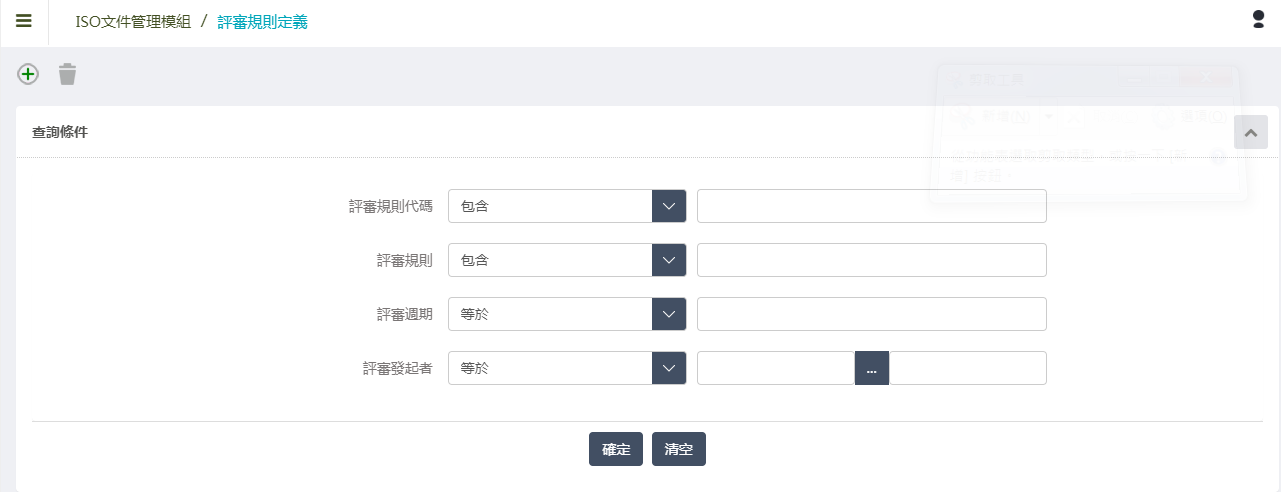 ISO文件管理模組 / 評審規則定義
查詢條件
評審規則代碼 包含
評審規則 包含
評審週期 等於
評審發起者 等於 ...
確定 清空